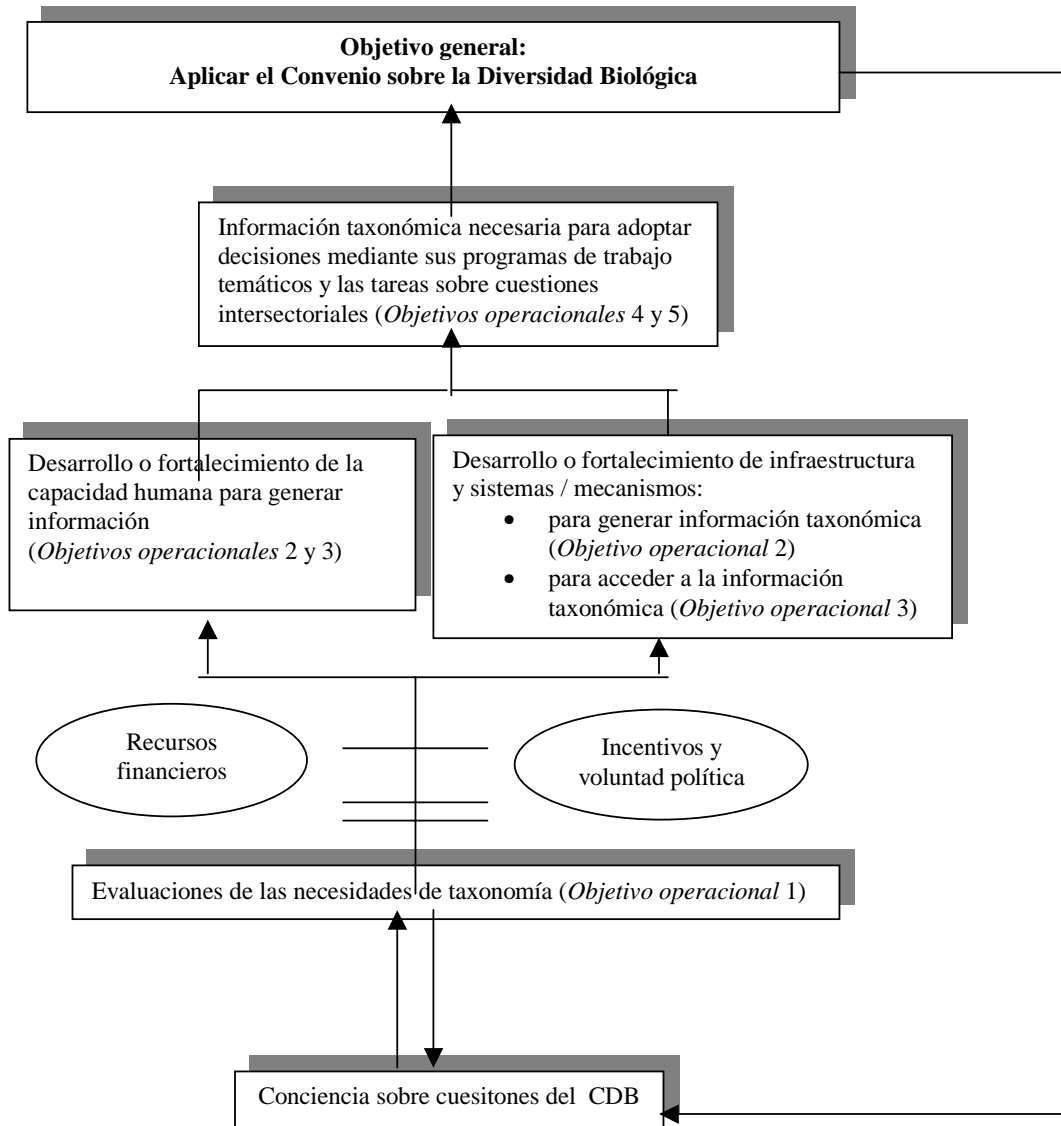 Objetivo general:
Aplicar el Convenio sobre la Diversidad Biológica
Información taxonómica necesaria para adoptar
decisiones mediante sus programas de trabajo
temáticos y las tareas sobre cuestiones
intersectoriales (Objetivos operacionales 4 y 5)
Desarrollo o fortalecimiento de la
capacidad humana para generar
información
(Objetivos operacionales 2 y 3)
Desarrollo o fortalecimiento de infraestructura
y sistemas / mecanismos:
• para generar información taxonómica
(Objetivo operacional 2)
• para acceder a la información
taxonómica (Objetivo operacional 3)
Recursos
financieros
Incentivos y
voluntad política
Evaluaciones de las necesidades de taxonomía (Objetivo operacional 1)
Conciencia sobre cuesitones del CDB